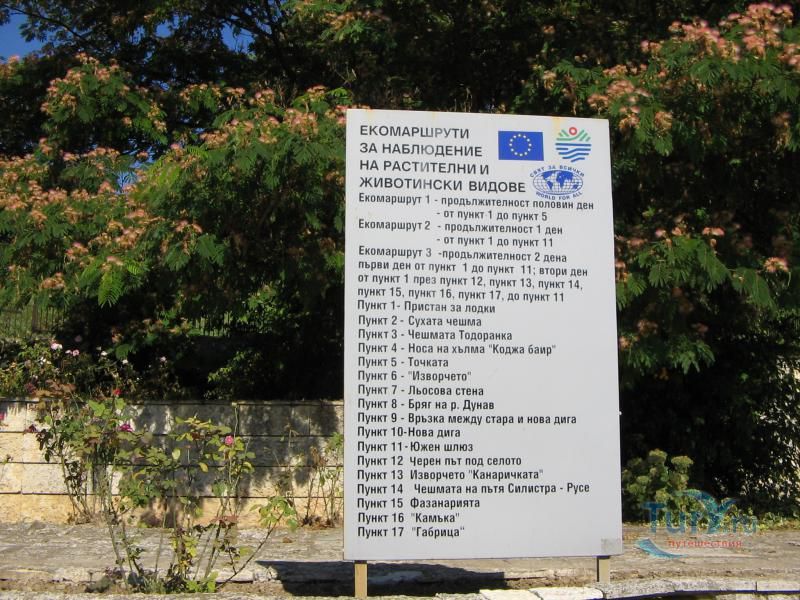 ЕКОМАРШРУТИ
ЗА НАБЛЮДЕНИЕ
НА РАСТИТЕЛНИ И
ЖИВОТИНСКИ ВИДОВЕ
СВЯТ ЗА ВСИЧКИ
WORLD FOR ALL
Екомаршрут 1 - продължителност половин ден
- от пункт 1 до пункт 5
Екомаршрут 2 - продължителност 1 ден
- от пункт 1 до пункт 11
Екомаршрут 3 -продължителност 2 дена
първи ден от пункт 1 до пункт 11; втори ден
от пункт 1 през пункт 12, пункт 13, пункт 14,
пункт 15, пункт 16, пункт 17, до пункт 11
Пункт 1- Пристан за лодки
Пункт 2 - Сухата чешма
Пункт 3 - Чешмата Тодоранка
Пункт 4 - Носа на хълма "Коджа баир"
Пункт 5 - Точката
Пункт 6 - "Изворчето"
Пункт 7 - Льосова стена
Пункт 8 - Бряг на р. Дунав
Пункт 9 - Връзка между стара и нова дига
Пункт 10-Нова дига
Пункт 11- Южен шлюз
Пункт 12 Черен път под селото
Пункт 13 Изворчето "Канаричката"
Пункт 14 Чешмата на пътя Силистра - Русе
Пункт 15 Фазанарията
Пункт 16 "Камъка"
Пункт 17 "Габрица“
путешествия